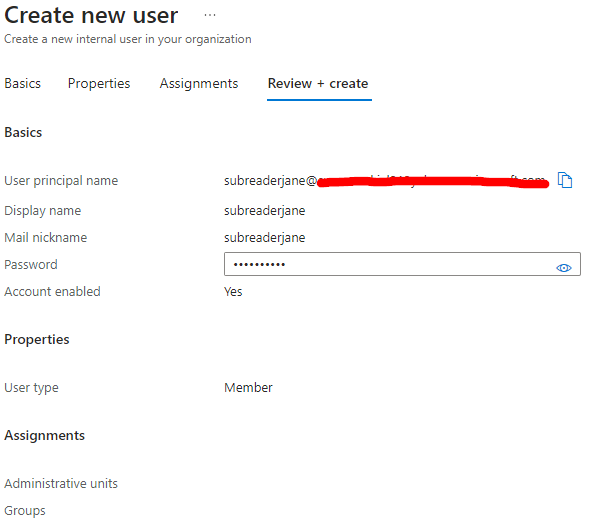 Create new user ...
Create a new internal user in your organization
Basics Properties Assignments Review + create
Basics
User principal name subreaderjane@
Display name subreaderjane
Mail nickname subreaderjane
Password ••••••••••
Account enabled Yes
Properties
User type Member
Assignments
Administrative units
Groups